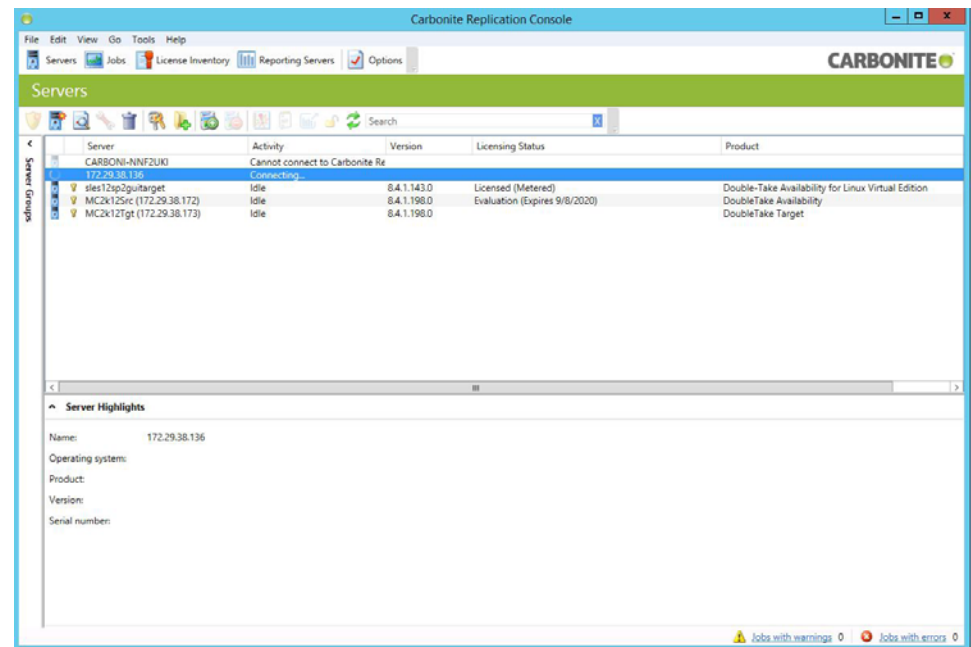 Carbonite Replication Console
File Edit View Go Tools Help
Servers Jobs License Inventory Reporting Servers Options CARBONITE
Servers
Search X
Server Groups
Server Activity Version Licensing Status Product
CARBONI-NNF2UKI Cannot connect to Carbonite Re
172.29.38.136 Connecting...
sles12sp2guitarget Idle 8.4.1.143.0 Licensed (Metered) Double-Take Availability for Linux Virtual Edition
MC2k12Src (172.29.38.172) Idle 8.4.1.198.0 Evaluation (Expires 9/8/2020) DoubleTake Availability
MC2k12Tgt (172.29.38.173) Idle 8.4.1.198.0 DoubleTake Target
Server Highlights
Name: 172.29.38.136
Operating system:
Product:
Version:
Serial number:
Jobs with warnings 0 Jobs with errors 0